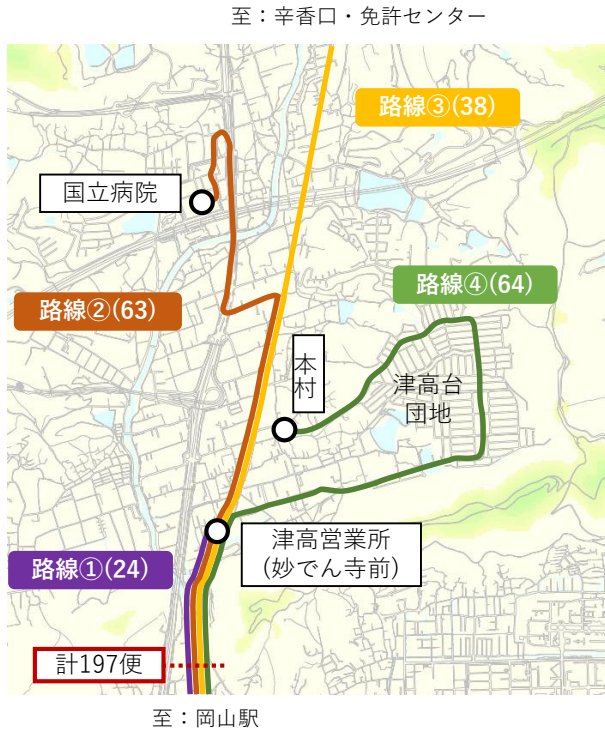 至：辛香口・免許センター
路線③(38)
国立病院
路線④(64)
路線②(63)
本
村
津高台
団地
津高営業所
(妙でん寺前)
路線①(24)
計197便
至：岡山駅